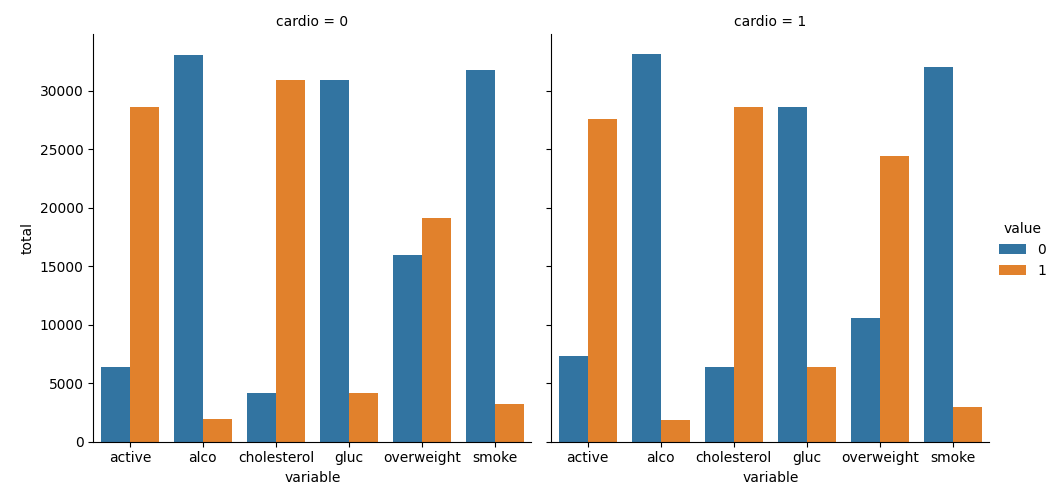 cardio = 0
cardio = 1
total
30000
25000
20000
15000
10000
5000
0
active alco cholesterol gluc overweight smoke
variable
active alco cholesterol gluc overweight smoke
variable
value
0
1